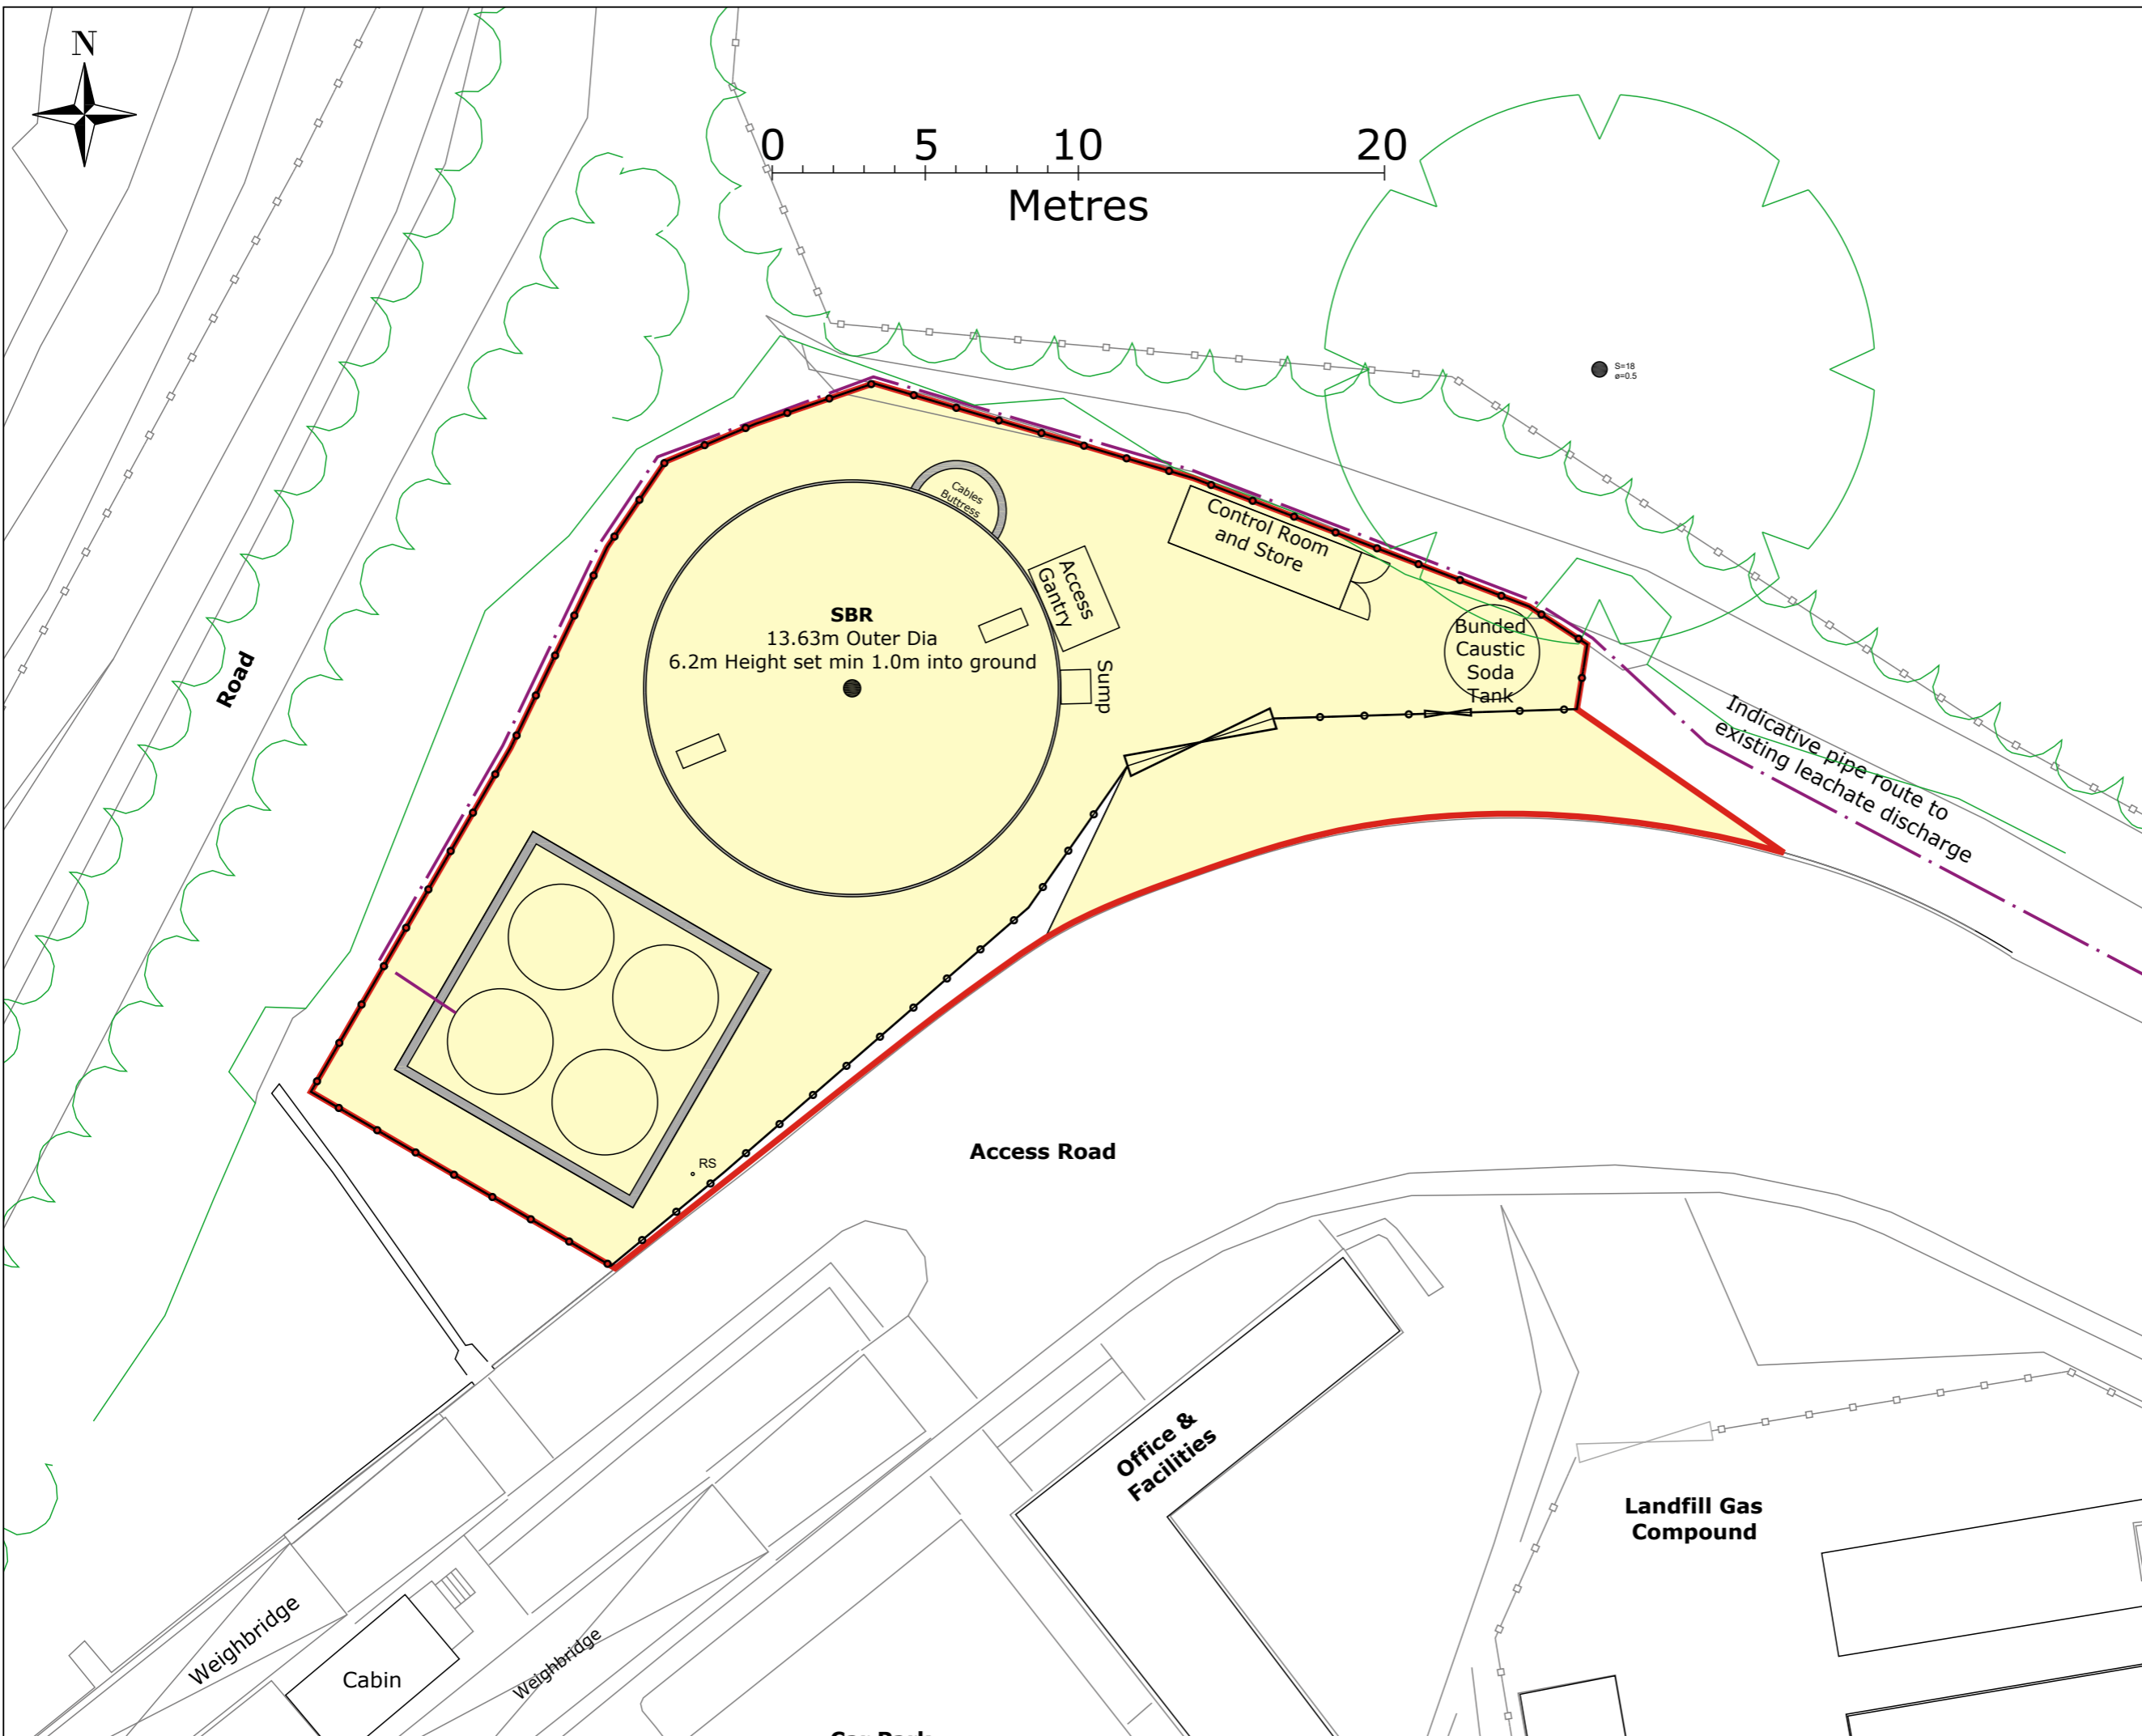 N
0 5 10 20
Metres
S=18
ø=0.5
Cables
Buttress
Control Room
and Store
Access
Gantry
SBR
13.63m Outer Dia
6.2m Height set min 1.0m into ground
Sump
Bunded
Caustic
Soda
Tank
Road
Indicative pipe route to
existing leachate discharge
RS
Access Road
Office &
Facilities
Landfill Gas
Compound
Weighbridge
Cabin
Weighbridge